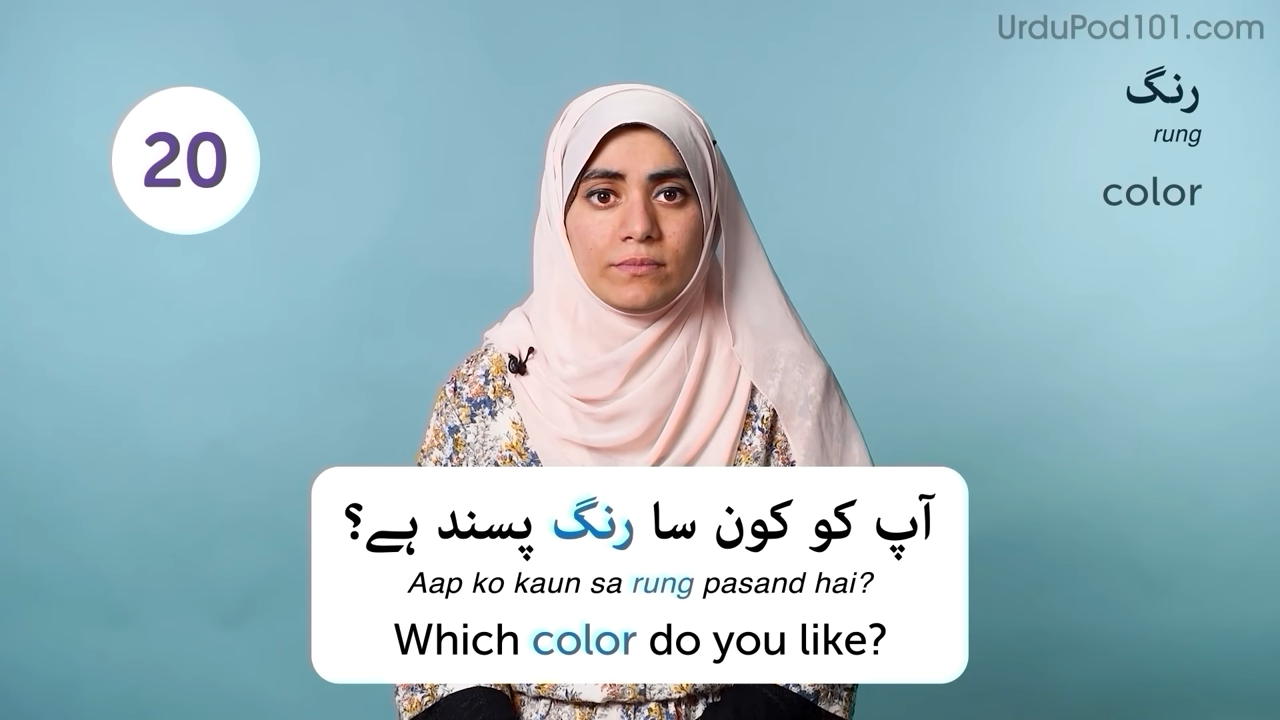 UrduPod101.com
20
رنگ
rung
color
آپ کو کون سا رنگ پسند ہے؟
Aap ko kaun sa rung pasand hai?
Which color do you like?